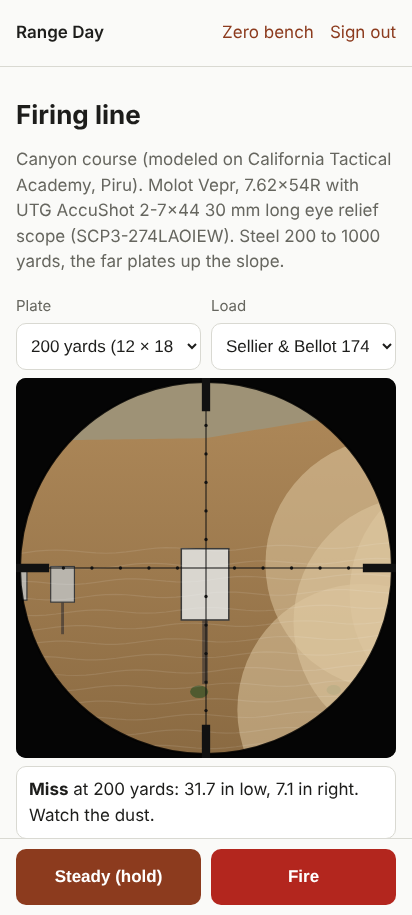 Range Day
Zero bench Sign out
Firing line
Canyon course (modeled on California Tactical
Academy, Piru). Molot Vepr, 7.62×54R with
UTG AccuShot 2-7×44 30 mm long eye relief
scope (SCP3-274LAOIEW). Steel 200 to 1000
yards, the far plates up the slope.
Plate Load
200 yards (12 × 18 Sellier & Bellot 174
Miss at 200 yards: 31.7 in low, 7.1 in right.
Watch the dust.
Steady (hold) Fire